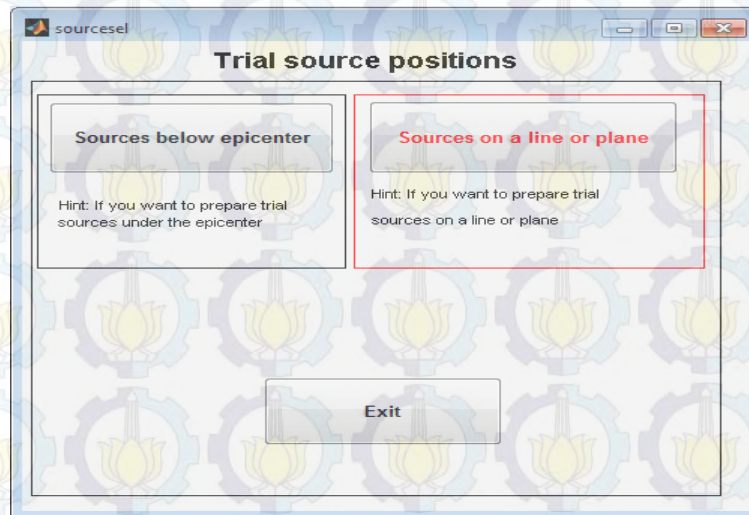 sourcesel
Trial source positions
Sources below epicenter
Hint: If you want to prepare trial
sources under the epicenter
Sources on a line or plane
Hint: If you want to prepare trial
sources on a line or plane
Exit